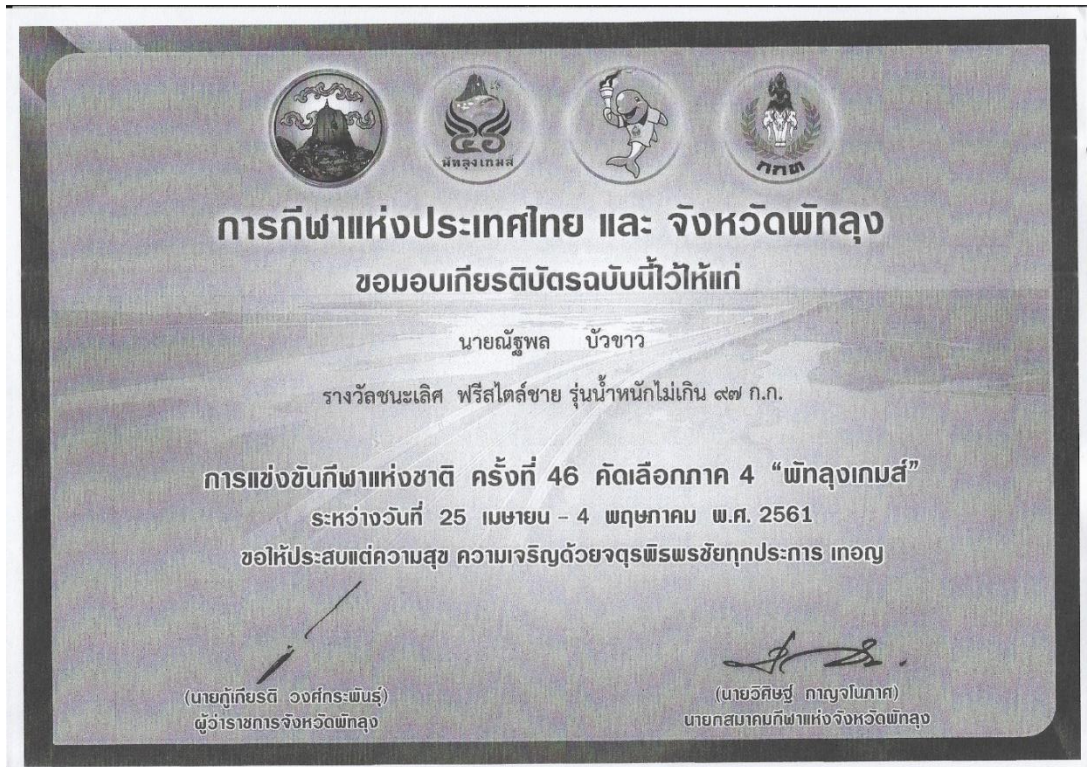 ๔๖
พัทลุงเกมส์
กกท
การกีฬาแห่งประเทศไทย และ จังหวัดพัทลุง
ขอมอบเกียรติบัตรฉบับนี้ไว้ให้แก่
นายณัฐพล บัวขาว
รางวัลชนะเลิศ ฟรีสไตล์ชาย รุ่นน้ำหนักไม่เกิน ๙๗ ก.ก.
การแข่งขันกีฬาแห่งชาติ ครั้งที่ 46 คัดเลือกภาค 4 “พัทลุงเกมส์”
ระหว่างวันที่ 25 เมษายน - 4 พฤษภาคม พ.ศ. 2561
ขอให้ประสบแต่ความสุข ความเจริญด้วยจตุรพิธพรชัยทุกประการ เทอญ
(นายกู้เกียรติ วงศ์กระพันธุ์)
ผู้ว่าราชการจังหวัดพัทลุง
(นายวิศิษฐ์ กาญจโนภาศ)
นายกสมาคมกีฬาแห่งจังหวัดพัทลุง